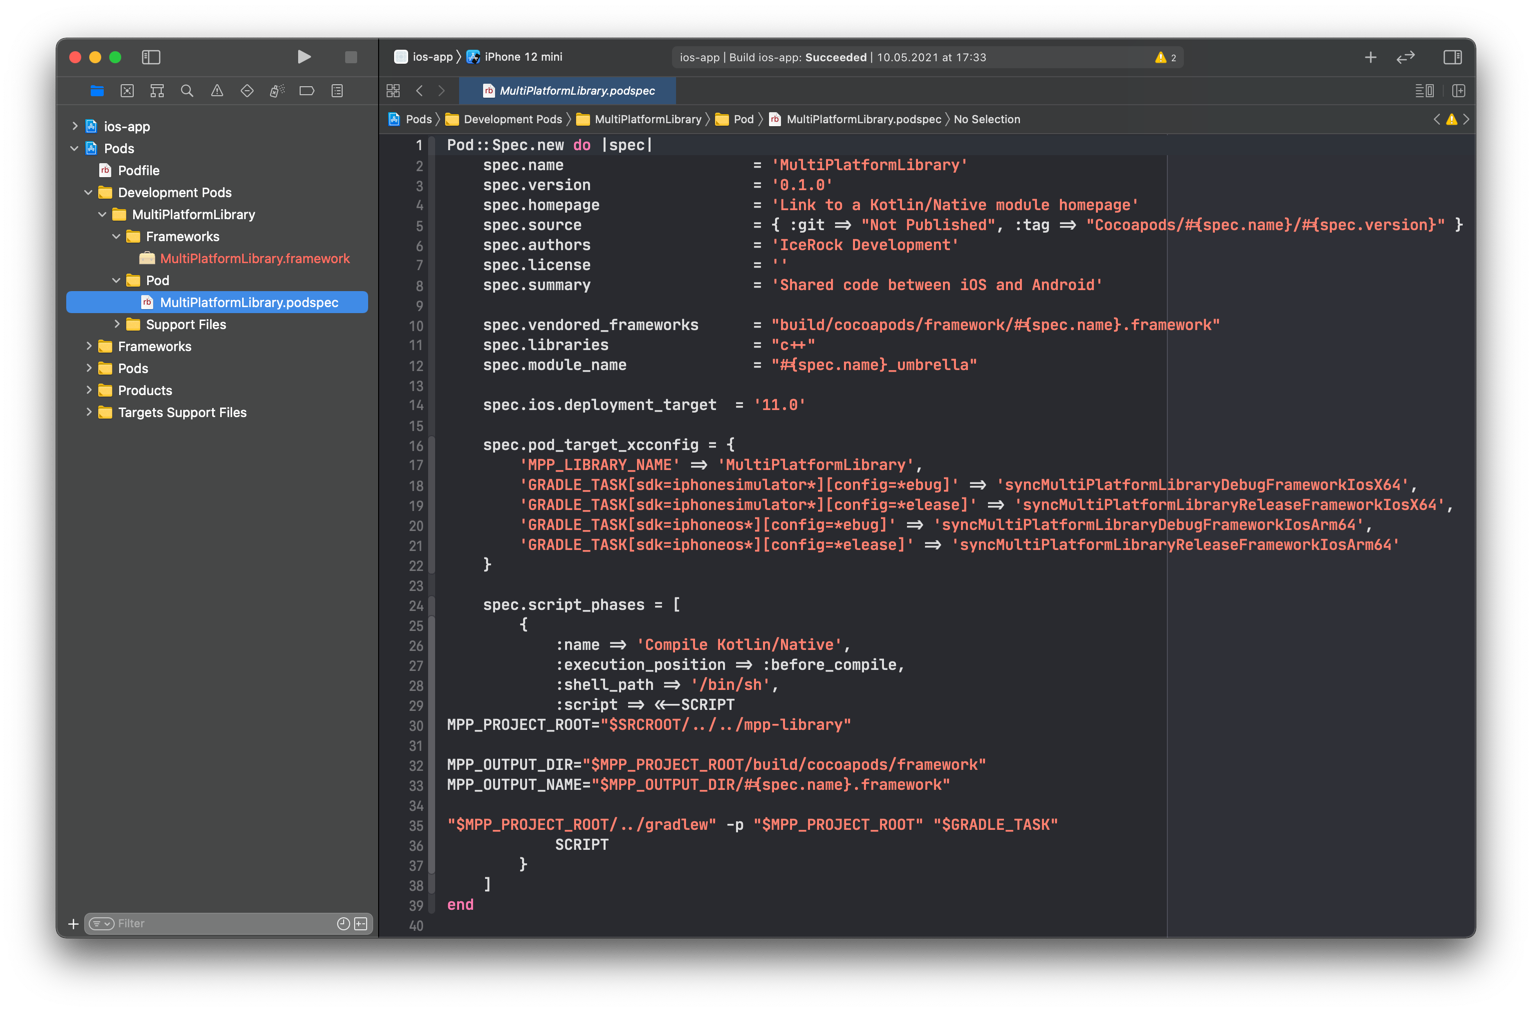 ios-app 〉 iPhone 12 mini
ios-app | Build ios-app: Succeeded | 10.05.2021 at 17:33
2
MultiPlatformLibrary.podspec
Pods 〉 Development Pods 〉 MultiPlatformLibrary 〉 Pod 〉 MultiPlatformLibrary.podspec 〉 No Selection
ios-app
Pods
Podfile
Development Pods
MultiPlatformLibrary
Frameworks
MultiPlatformLibrary.framework
Pod
MultiPlatformLibrary.podspec
Support Files
Frameworks
Pods
Products
Targets Support Files
Filter
1 Pod::Spec.new do |spec|
2 spec.name = 'MultiPlatformLibrary'
3 spec.version = '0.1.0'
4 spec.homepage = 'Link to a Kotlin/Native module homepage'
5 spec.source = { :git => "Not Published", :tag => "Cocoapods/#{spec.name}/#{spec.version}" }
6 spec.authors = 'IceRock Development'
7 spec.license = ''
8 spec.summary = 'Shared code between iOS and Android'
9
10 spec.vendored_frameworks = "build/cocoapods/framework/#{spec.name}.framework"
11 spec.libraries = "c++"
12 spec.module_name = "#{spec.name}_umbrella"
13
14 spec.ios.deployment_target = '11.0'
15
16 spec.pod_target_xcconfig = {
17 'MPP_LIBRARY_NAME' => 'MultiPlatformLibrary',
18 'GRADLE_TASK[sdk=iphonesimulator*][config=*ebug]' => 'syncMultiPlatformLibraryDebugFrameworkIosX64',
19 'GRADLE_TASK[sdk=iphonesimulator*][config=*elease]' => 'syncMultiPlatformLibraryReleaseFrameworkIosX64',
20 'GRADLE_TASK[sdk=iphoneos*][config=*ebug]' => 'syncMultiPlatformLibraryDebugFrameworkIosArm64',
21 'GRADLE_TASK[sdk=iphoneos*][config=*elease]' => 'syncMultiPlatformLibraryReleaseFrameworkIosArm64'
22 }
23
24 spec.script_phases = [
25 {
26 :name => 'Compile Kotlin/Native',
27 :execution_position => :before_compile,
28 :shell_path => '/bin/sh',
29 :script => <<-SCRIPT
30 MPP_PROJECT_ROOT="$SRCROOT/../../mpp-library"
31
32 MPP_OUTPUT_DIR="$MPP_PROJECT_ROOT/build/cocoapods/framework"
33 MPP_OUTPUT_NAME="$MPP_OUTPUT_DIR/#{spec.name}.framework"
34
35 "$MPP_PROJECT_ROOT/../gradlew" -p "$MPP_PROJECT_ROOT" "$GRADLE_TASK"
36 SCRIPT
37 }
38 ]
39 end
40